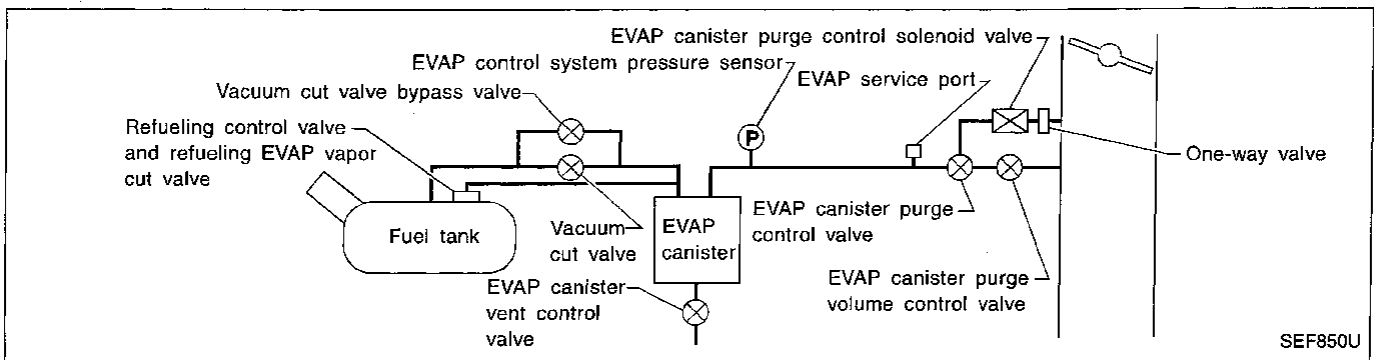 EVAP canister purge control solenoid valve
EVAP control system pressure sensor
EVAP service port
Vacuum cut valve bypass valve
Refueling control valve
and refueling EVAP vapor
cut valve
P
One-way valve
Fuel tank
Vacuum
cut valve
EVAP
canister
EVAP canister purge
control valve
EVAP canister
vent control
valve
EVAP canister purge
volume control valve
SEF850U